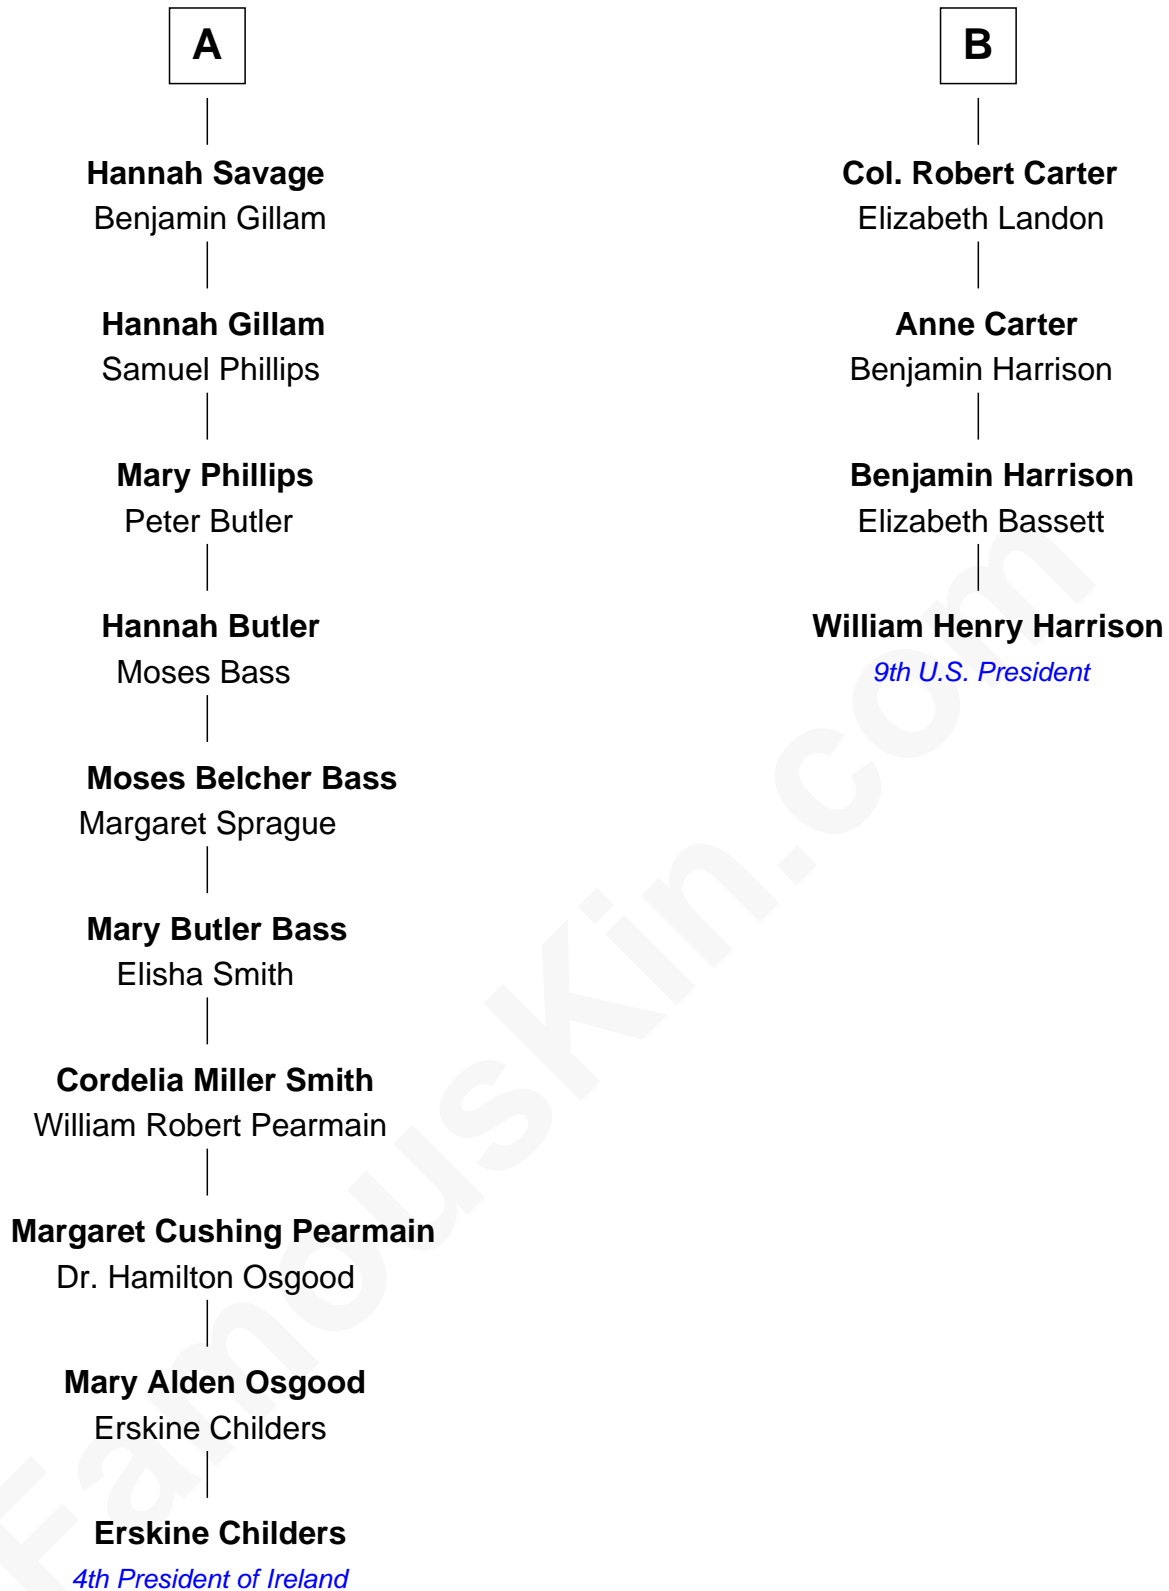 A
Hannah Savage
Benjamin Gillam
Hannah Gillam
Samuel Phillips
Mary Phillips
Peter Butler
Hannah Butler
Moses Bass
Moses Belcher Bass
Margaret Sprague
Mary Butler Bass
Elisha Smith
Cordelia Miller Smith
William Robert Pearmain
Margaret Cushing Pearmain
Dr. Hamilton Osgood
Mary Alden Osgood
Erskine Childers
Erskine Childers
4th President of Ireland
B
Col. Robert Carter
Elizabeth Landon
Anne Carter
Benjamin Harrison
Benjamin Harrison
Elizabeth Bassett
William Henry Harrison
9th U.S. President
FamousKin.com